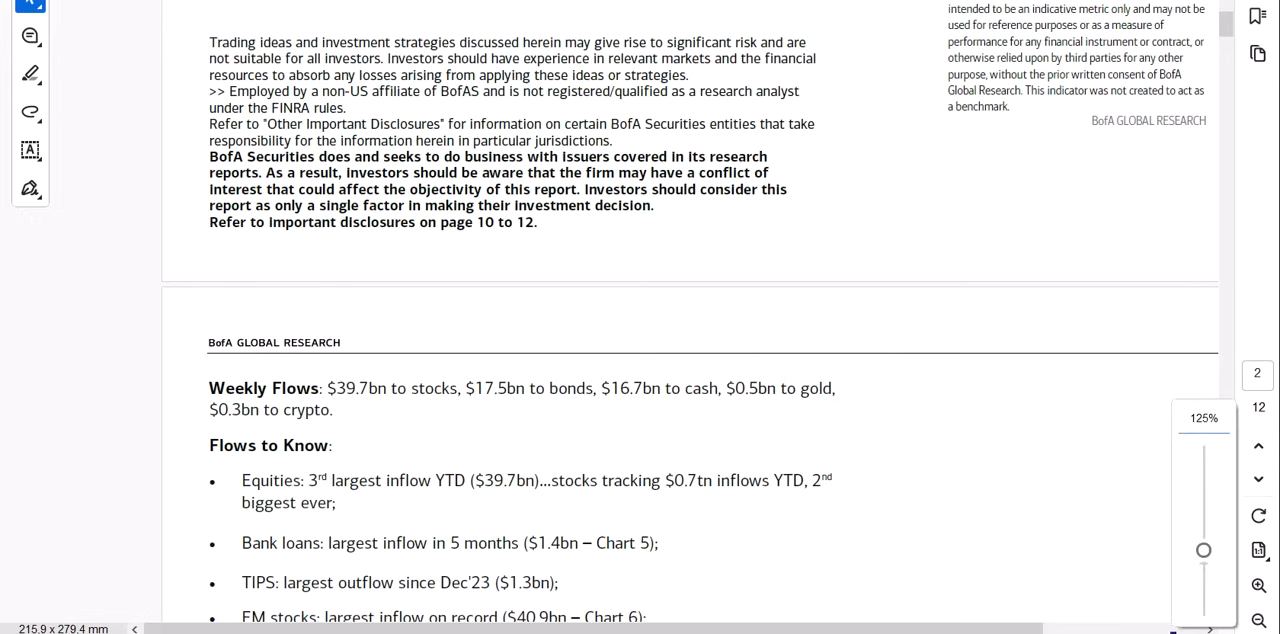 intended to be an indicative metric only and may not be
used for reference purposes or as a measure of
performance for any financial instrument or contract, or
otherwise relied upon by third parties for any other
purpose, without the prior written consent of BofA
Global Research. This indicator was not created to act as
a benchmark.
BofA GLOBAL RESEARCH
Trading ideas and investment strategies discussed herein may give rise to significant risk and are
not suitable for all investors. Investors should have experience in relevant markets and the financial
resources to absorb any losses arising from applying these ideas or strategies.
>> Employed by a non-US affiliate of BofAS and is not registered/qualified as a research analyst
under the FINRA rules.
Refer to "Other Important Disclosures" for information on certain BofA Securities entities that take
responsibility for the information herein in particular jurisdictions.
BofA Securities does and seeks to do business with issuers covered in its research
reports. As a result, investors should be aware that the firm may have a conflict of
interest that could affect the objectivity of this report. Investors should consider this
report as only a single factor in making their investment decision.
Refer to important disclosures on page 10 to 12.
BofA GLOBAL RESEARCH
Weekly Flows: $39.7bn to stocks, $17.5bn to bonds, $16.7bn to cash, $0.5bn to gold,
$0.3bn to crypto.
Flows to Know:
• Equities: 3rd largest inflow YTD ($39.7bn)...stocks tracking $0.7tn inflows YTD, 2nd
biggest ever;
• Bank loans: largest inflow in 5 months ($1.4bn – Chart 5);
• TIPS: largest outflow since Dec'23 ($1.3bn);
• EM stocks: largest inflow on record ($40.9bn – Chart 6);
2
12
125%
1:1
215.9 x 279.4 mm